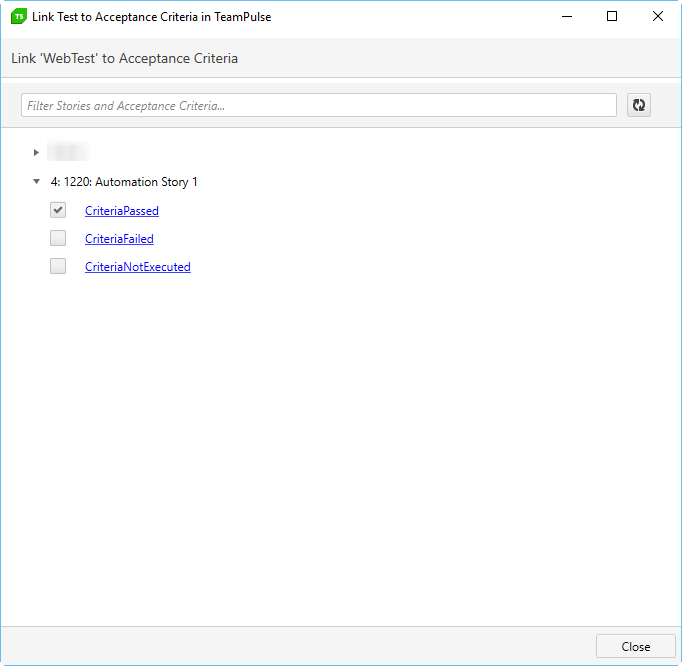 TS Link Test to Acceptance Criteria in TeamPulse
Link 'WebTest' to Acceptance Criteria
Filter Stories and Acceptance Criteria...
4: 1220: Automation Story 1
CriteriaPassed
CriteriaFailed
CriteriaNotExecuted
Close